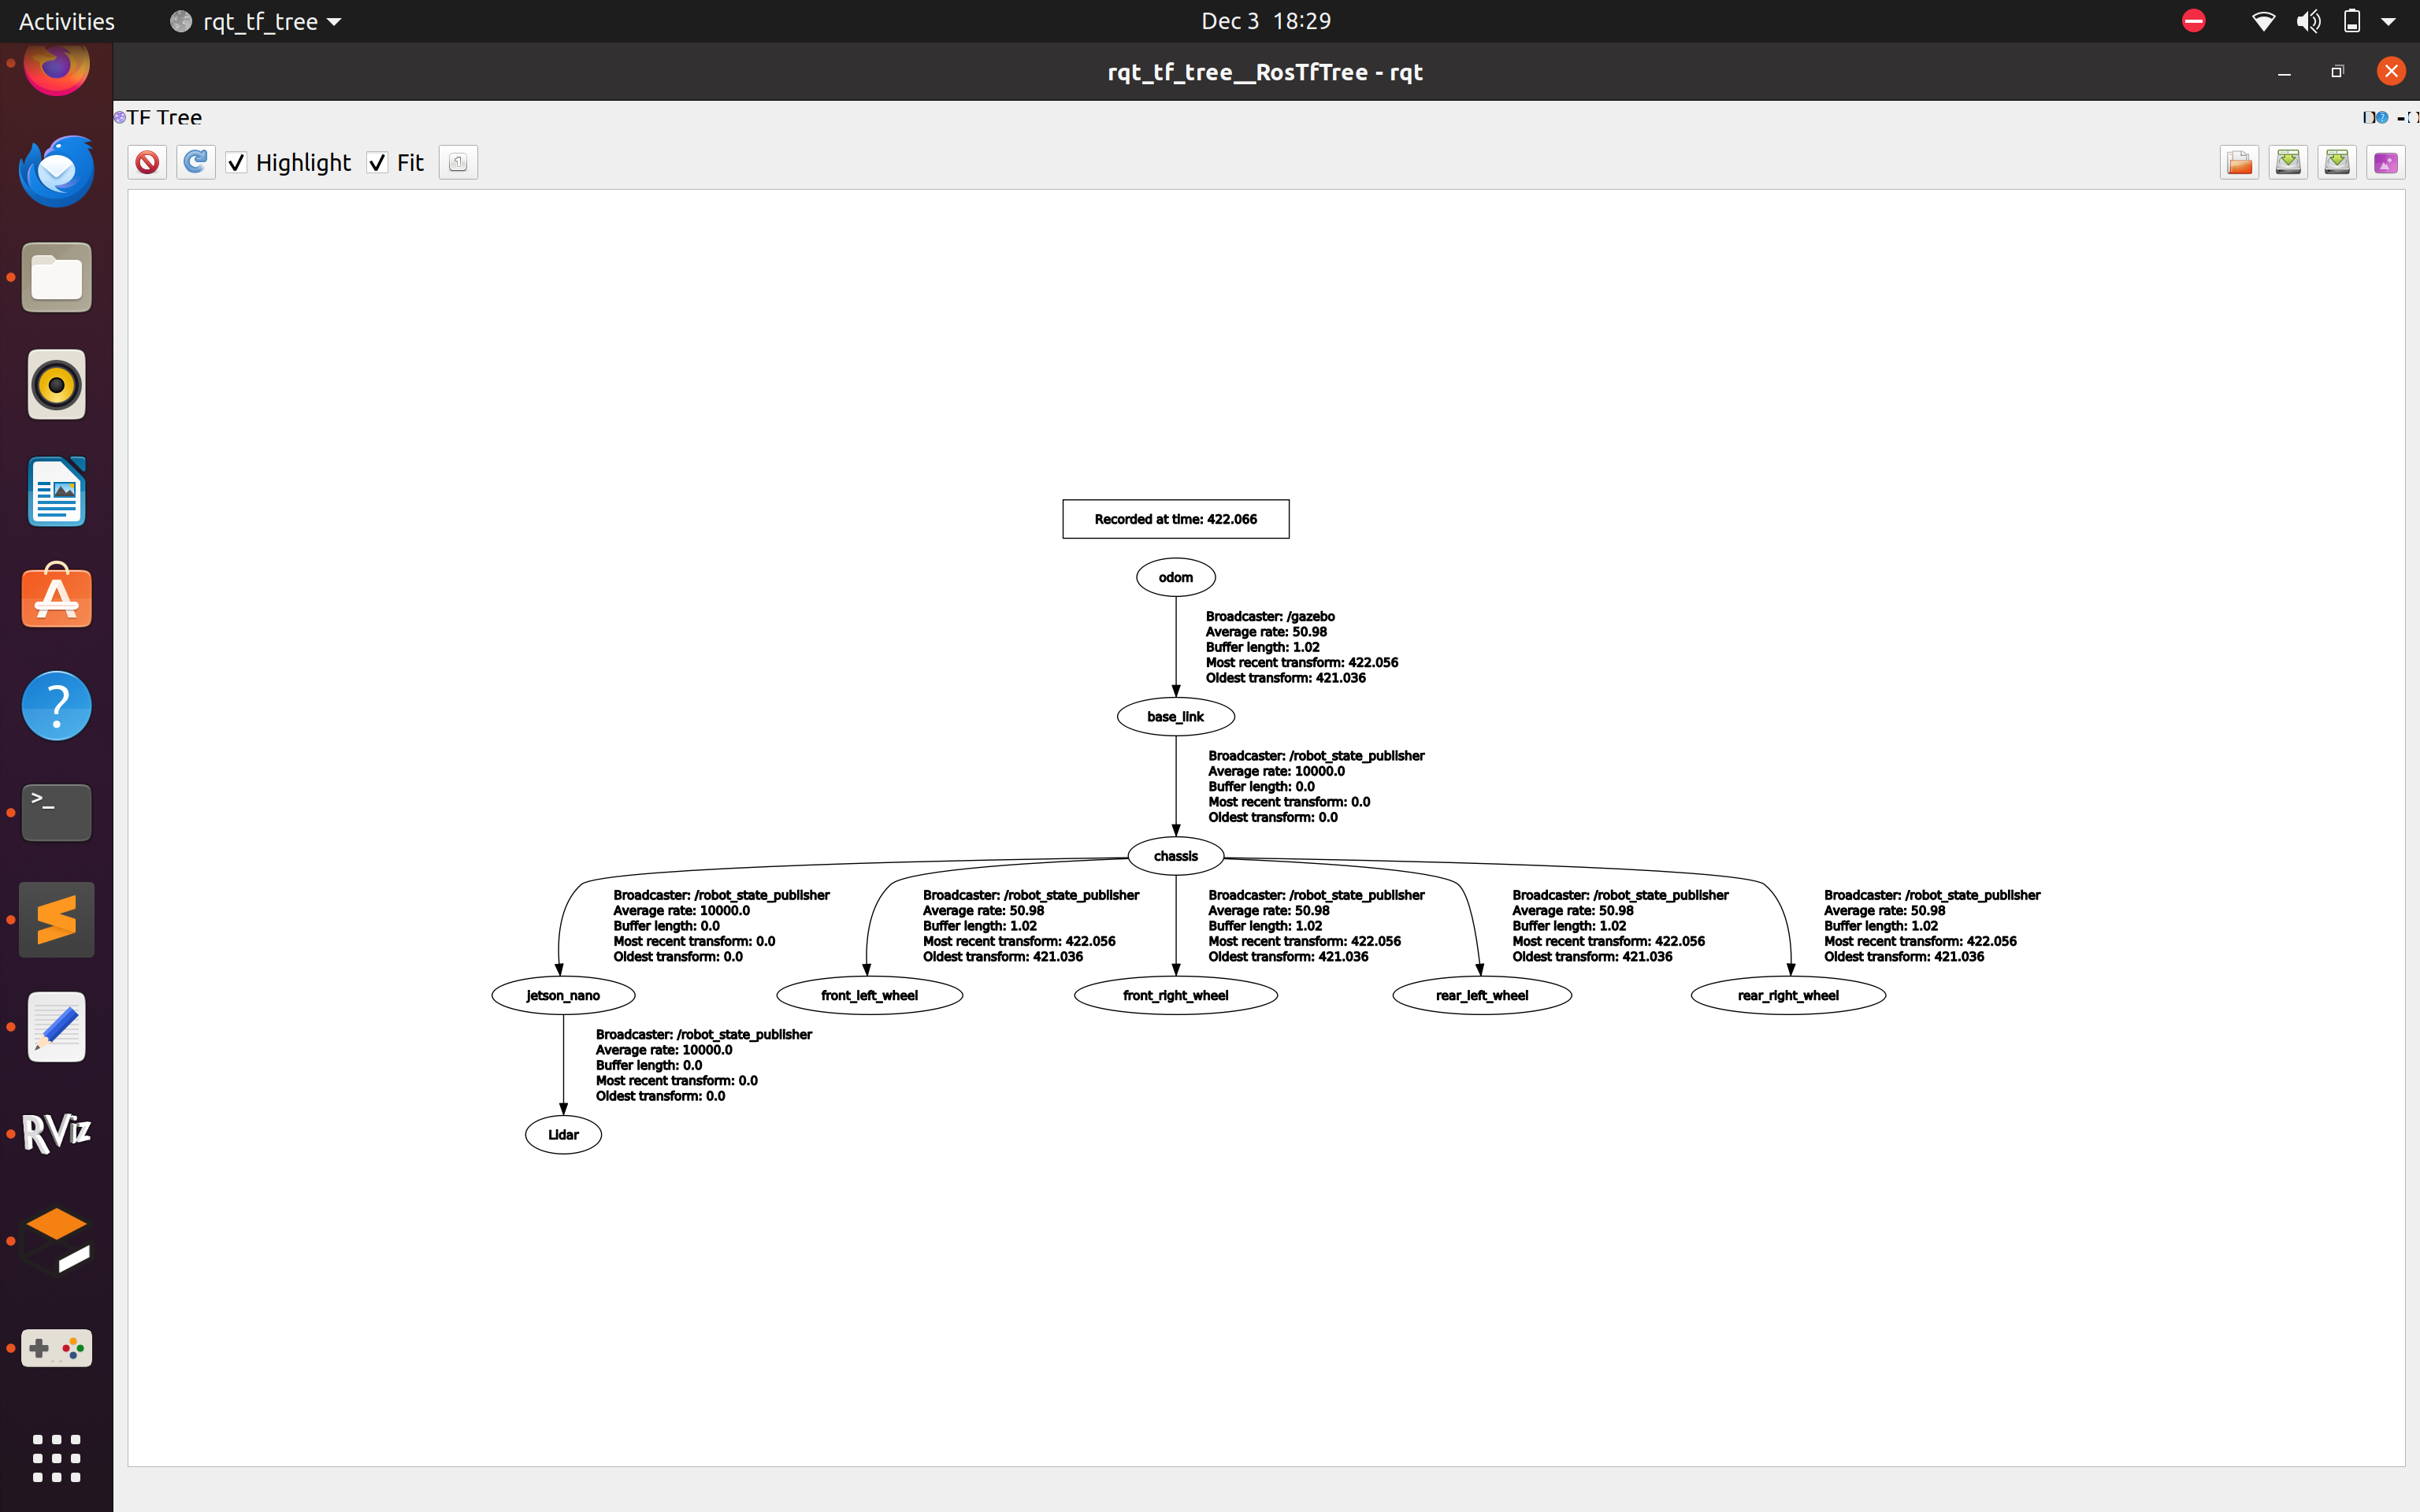 Activities
rqt_tf_tree
Dec 3 18:29
rqt_tf_tree__RosTfTree - rqt
TF Tree
Highlight
Fit
Recorded at time: 422.066
odom
Broadcaster: /gazebo
Average rate: 50.98
Buffer length: 1.02
Most recent transform: 422.056
Oldest transform: 421.036
base_link
Broadcaster: /robot_state_publisher
Average rate: 10000.0
Buffer length: 0.0
Most recent transform: 0.0
Oldest transform: 0.0
chassis
Broadcaster: /robot_state_publisher
Average rate: 10000.0
Buffer length: 0.0
Most recent transform: 0.0
Oldest transform: 0.0
Broadcaster: /robot_state_publisher
Average rate: 50.98
Buffer length: 1.02
Most recent transform: 422.056
Oldest transform: 421.036
Broadcaster: /robot_state_publisher
Average rate: 50.98
Buffer length: 1.02
Most recent transform: 422.056
Oldest transform: 421.036
Broadcaster: /robot_state_publisher
Average rate: 50.98
Buffer length: 1.02
Most recent transform: 422.056
Oldest transform: 421.036
Broadcaster: /robot_state_publisher
Average rate: 50.98
Buffer length: 1.02
Most recent transform: 422.056
Oldest transform: 421.036
jetson_nano
front_left_wheel
front_right_wheel
rear_left_wheel
rear_right_wheel
Broadcaster: /robot_state_publisher
Average rate: 10000.0
Buffer length: 0.0
Most recent transform: 0.0
Oldest transform: 0.0
Lidar
RViz